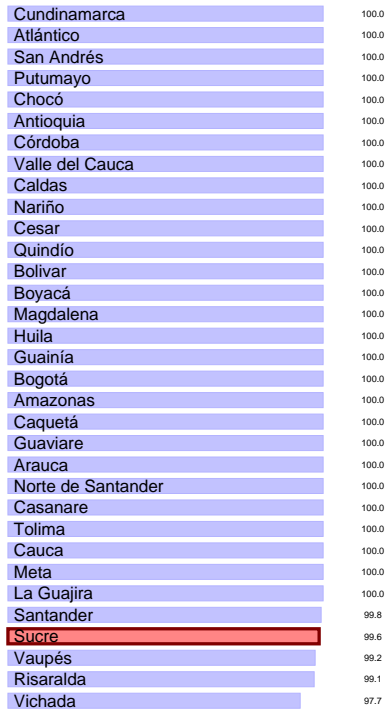 Cundinamarca 100.0
Atlántico 100.0
San Andrés 100.0
Putumayo 100.0
Chocó 100.0
Antioquia 100.0
Córdoba 100.0
Valle del Cauca 100.0
Caldas 100.0
Nariño 100.0
Cesar 100.0
Quindío 100.0
Bolivar 100.0
Boyacá 100.0
Magdalena 100.0
Huila 100.0
Guainía 100.0
Bogotá 100.0
Amazonas 100.0
Caquetá 100.0
Guaviare 100.0
Arauca 100.0
Norte de Santander 100.0
Casanare 100.0
Tolima 100.0
Cauca 100.0
Meta 100.0
La Guajira 100.0
Santander 99.8
Sucre 99.6
Vaupés 99.2
Risaralda 99.1
Vichada 97.7